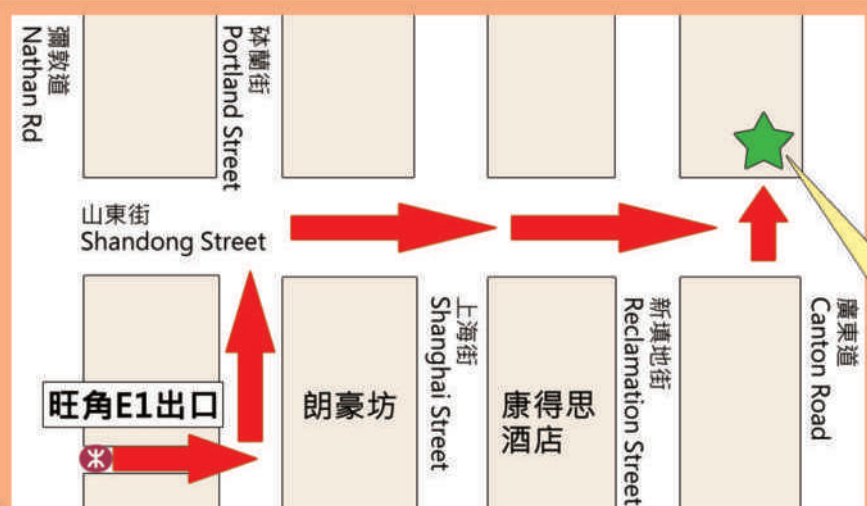 彌敦道
Nathan Rd
砵蘭街
Portland Street
山東街
Shandong Street
上海街
Shanghai Street
新填地街
Reclamation Street
廣東道
Canton Road
旺角E1出口
朗豪坊
康得思
酒店